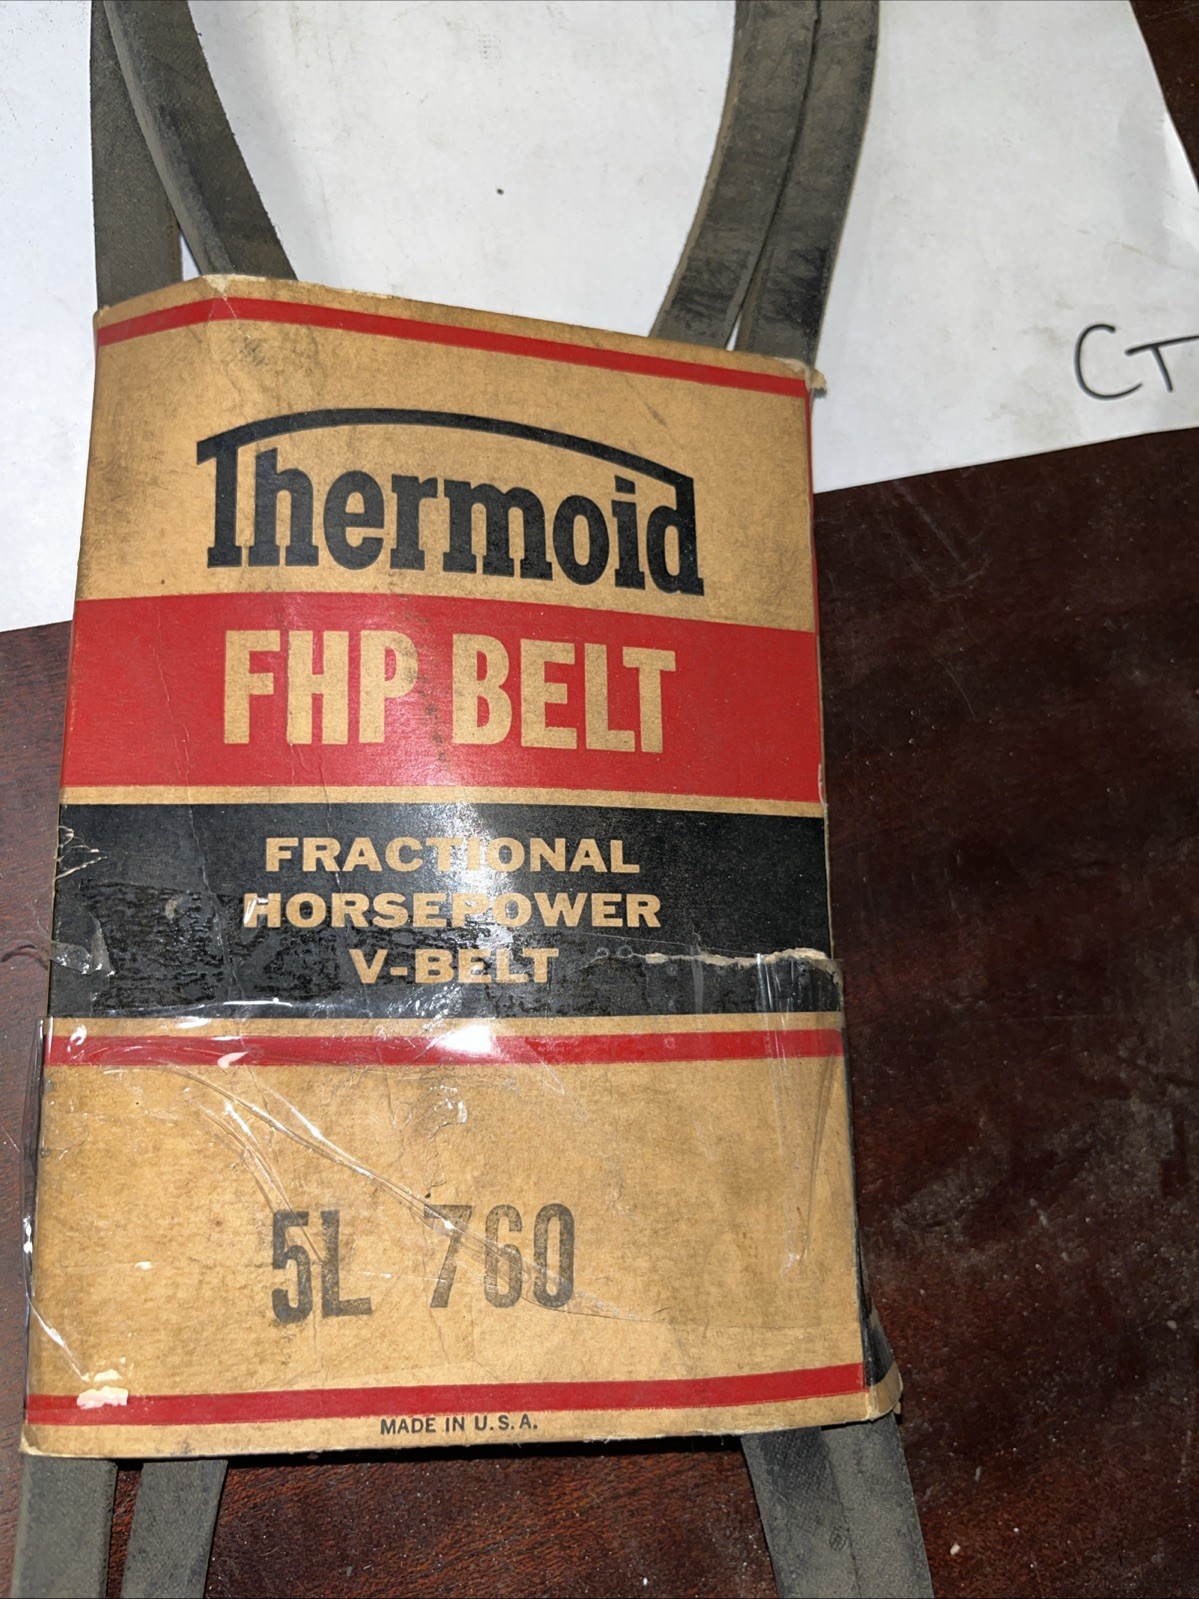 CT
Thermoid
FHP BELT
FRACTIONAL
HORSEPOWER
V-BELT
5L 760
MADE IN U.S.A.